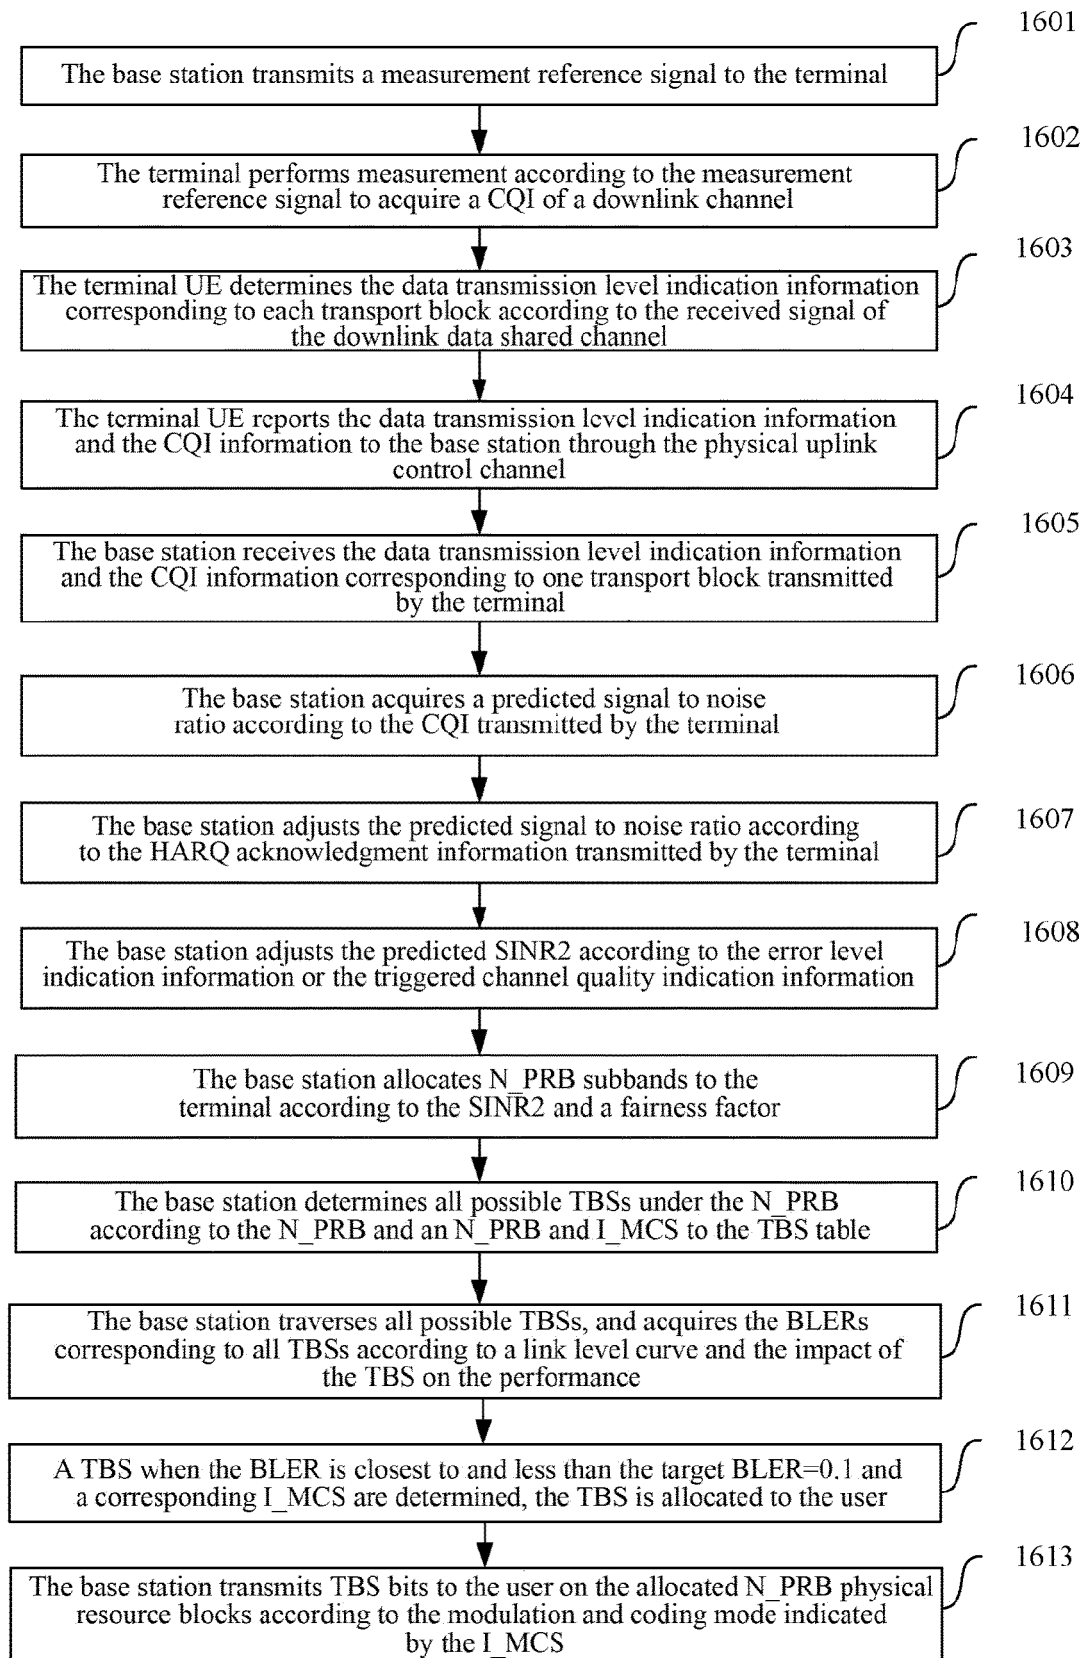 1601
The base station transmits a measurement reference signal to the terminal
1602
The terminal performs measurement according to the measurement
reference signal to acquire a CQI of a downlink channel
1603
The terminal UE determines the data transmission level indication information
corresponding to each transport block according to the received signal of
the downlink data shared channel
1604
The terminal UE reports the data transmission level indication information
and the CQI information to the base station through the physical uplink
control channel
1605
The base station receives the data transmission level indication information
and the CQI information corresponding to one transport block transmitted
by the terminal
1606
The base station acquires a predicted signal to noise
ratio according to the CQI transmitted by the terminal
1607
The base station adjusts the predicted signal to noise ratio according
to the HARQ acknowledgment information transmitted by the terminal
1608
The base station adjusts the predicted SINR2 according to the error level
indication information or the triggered channel quality indication information
1609
The base station allocates N_PRB subbands to the
terminal according to the SINR2 and a fairness factor
1610
The base station determines all possible TBSs under the N_PRB
according to the N_PRB and an N_PRB and I_MCS to the TBS table
1611
The base station traverses all possible TBSs, and acquires the BLERs
corresponding to all TBSs according to a link level curve and the impact of
the TBS on the performance
1612
A TBS when the BLER is closest to and less than the target BLER=0.1 and
a corresponding I_MCS are determined, the TBS is allocated to the user
1613
The base station transmits TBS bits to the user on the allocated N_PRB physical
resource blocks according to the modulation and coding mode indicated
by the I_MCS